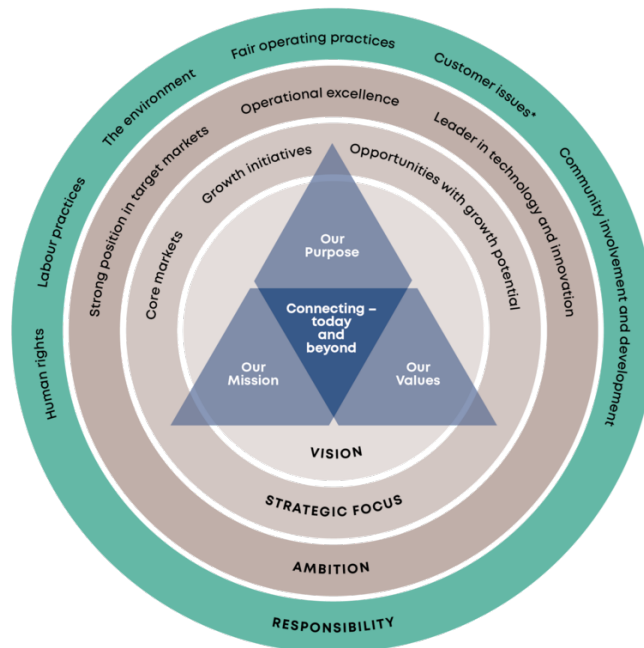 Fair operating practices
The environment
Customer issues*
Labour practices
Community involvement and development
Human rights
Operational excellence
Strong position in target markets
Leader in technology and innovation
Growth initiatives
Opportunities with growth potential
Core markets
Our
Purpose
Connecting –
today
and
beyond
Our
Mission
Our
Values
VISION
STRATEGIC FOCUS
AMBITION
RESPONSIBILITY